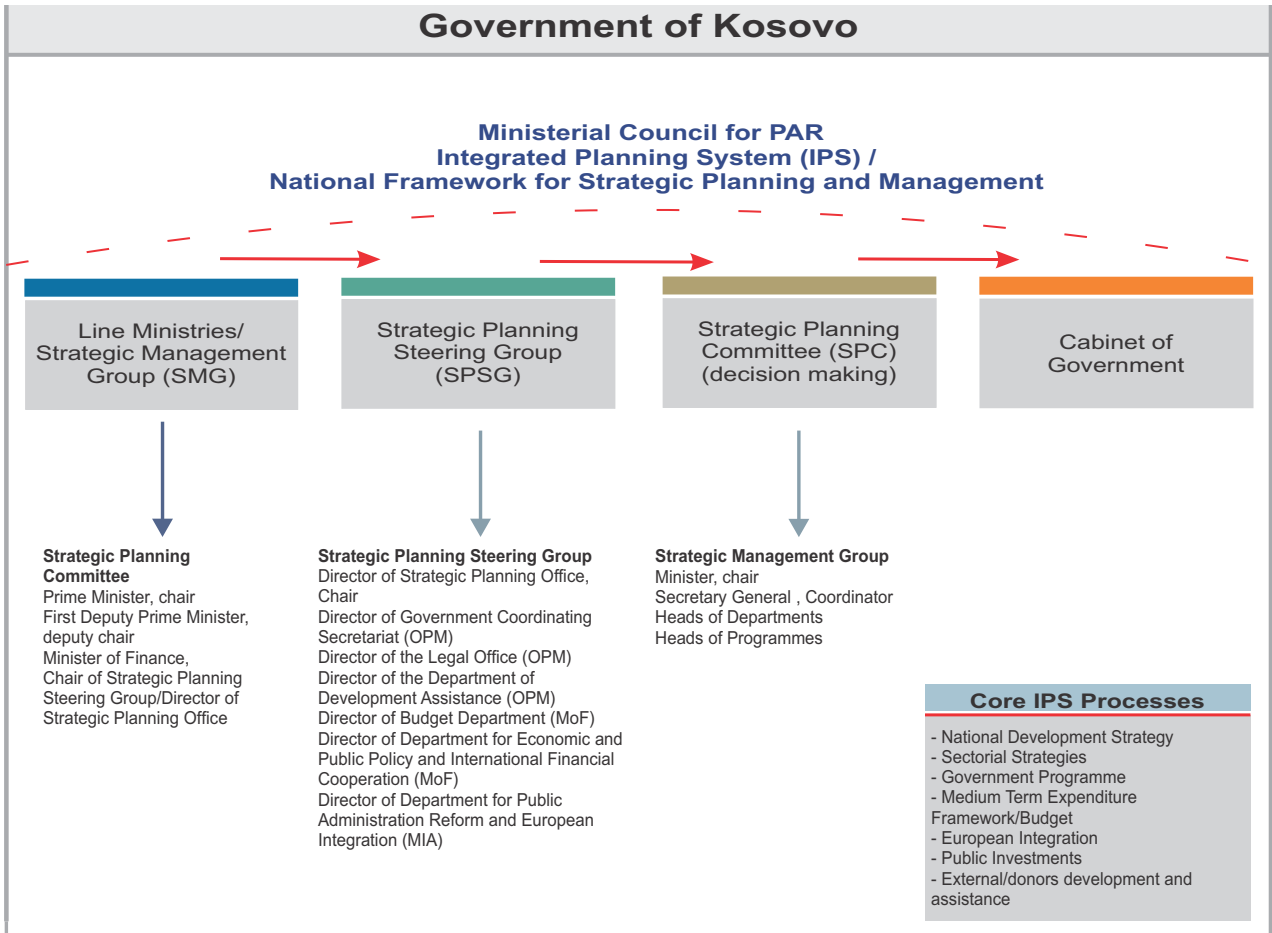 Government of Kosovo
Ministerial Council for PAR
Integrated Planning System (IPS) /
National Framework for Strategic Planning and Management
Line Ministries/
Strategic Management
Group (SMG)
Strategic Planning
Steering Group
(SPSG)
Strategic Planning
Committee (SPC)
(decision making)
Cabinet of
Government
Strategic Planning
Committee
Prime Minister, chair
First Deputy Prime Minister,
deputy chair
Minister of Finance,
Chair of Strategic Planning
Steering Group/Director of
Strategic Planning Office
Strategic Planning Steering Group
Director of Strategic Planning Office,
Chair
Director of Government Coordinating
Secretariat (OPM)
Director of the Legal Office (OPM)
Director of the Department of
Development Assistance (OPM)
Director of Budget Department (MoF)
Director of Department for Economic and
Public Policy and International Financial
Cooperation (MoF)
Director of Department for Public
Administration Reform and European
Integration (MIA)
Strategic Management Group
Minister, chair
Secretary General , Coordinator
Heads of Departments
Heads of Programmes
Core IPS Processes
- National Development Strategy
- Sectorial Strategies
- Government Programme
- Medium Term Expenditure
Framework/Budget
- European Integration
- Public Investments
- External/donors development and
assistance